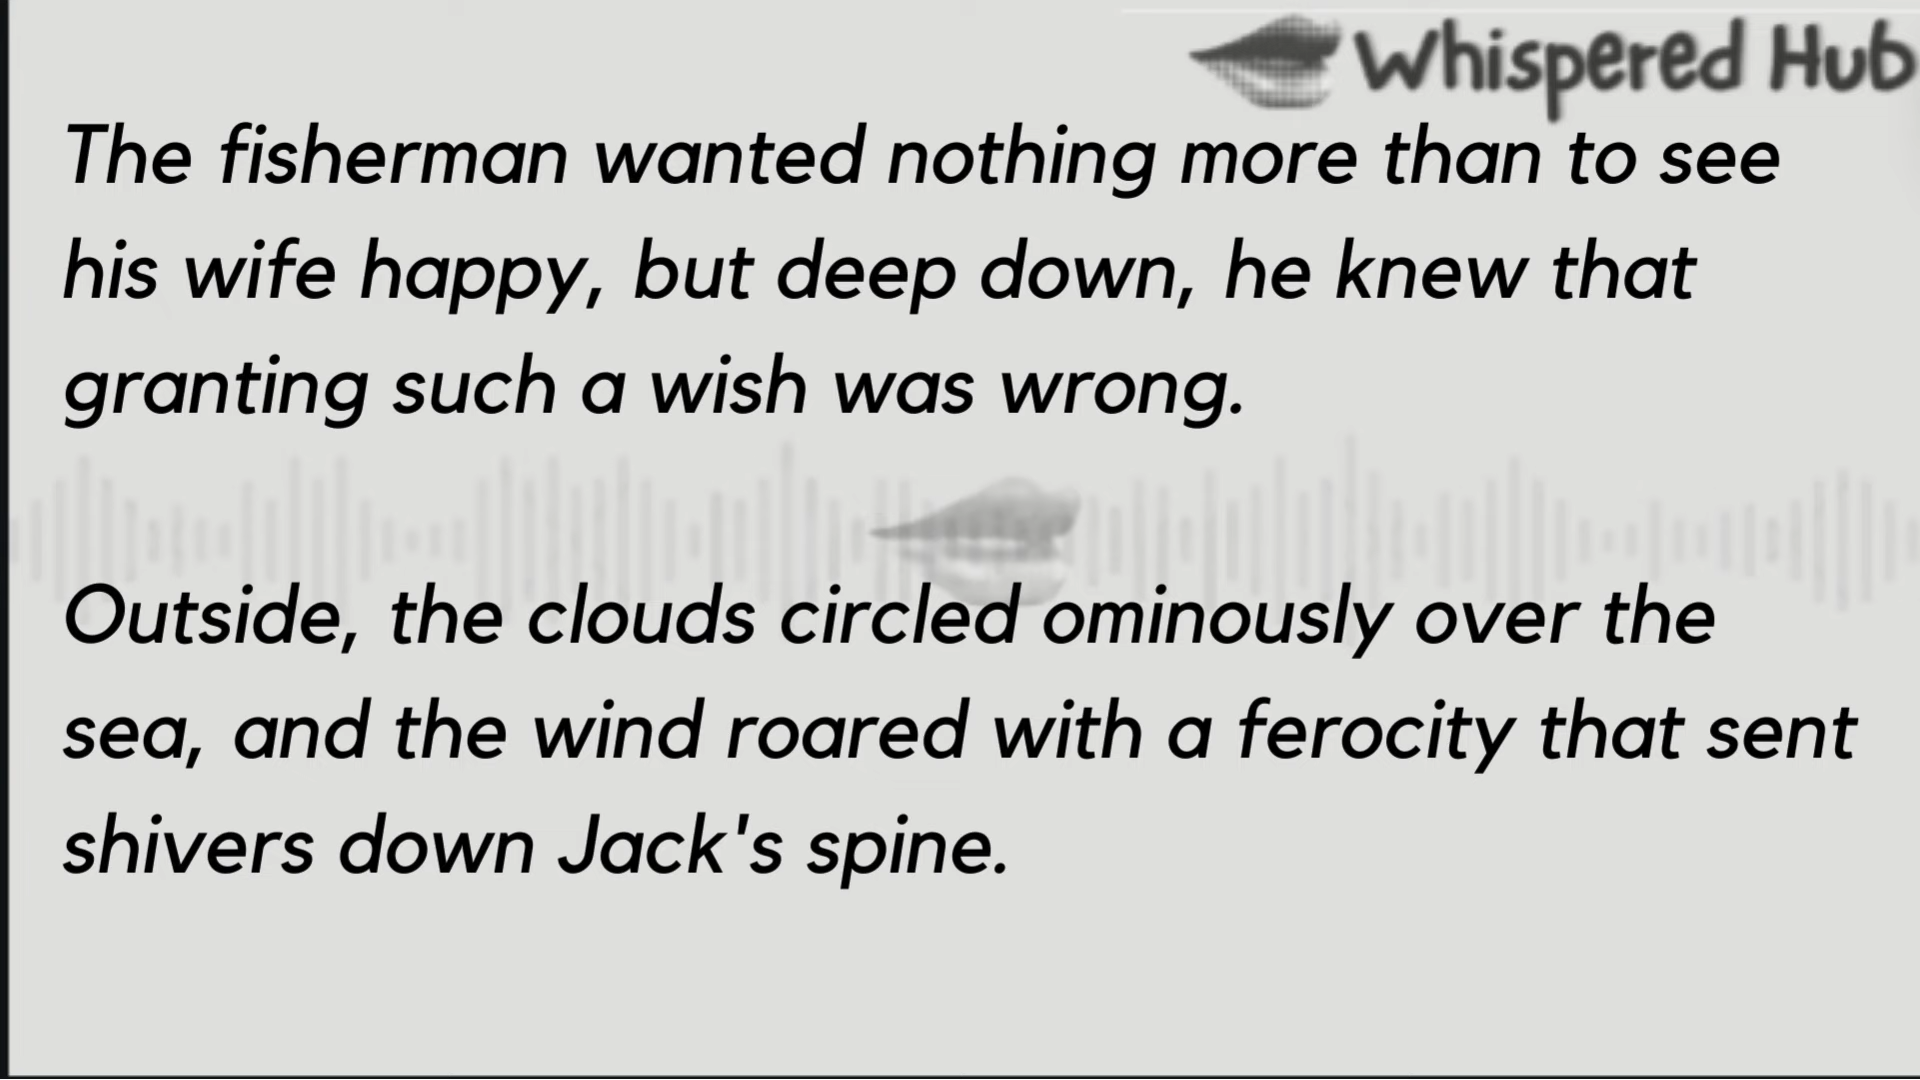 Whispered Hub
The fisherman wanted nothing more than to see
his wife happy, but deep down, he knew that
granting such a wish was wrong.
Outside, the clouds circled ominously over the
sea, and the wind roared with a ferocity that sent
shivers down Jack's spine.